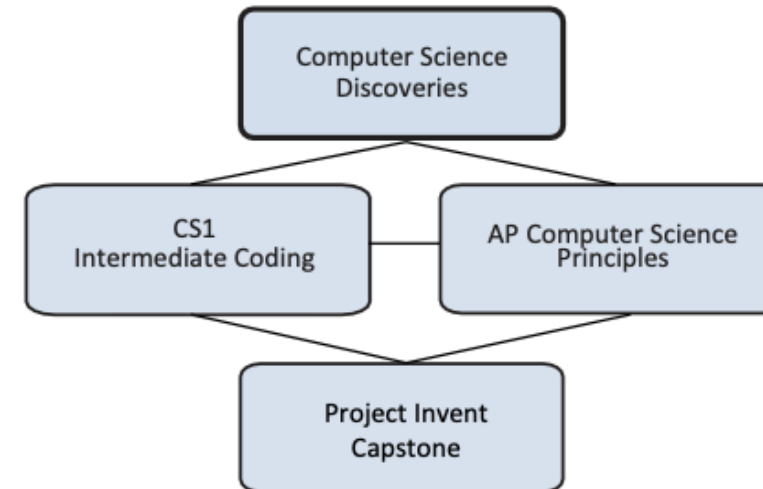 Computer Science
Discoveries
CS1
Intermediate Coding
AP Computer Science
Principles
Project Invent
Capstone